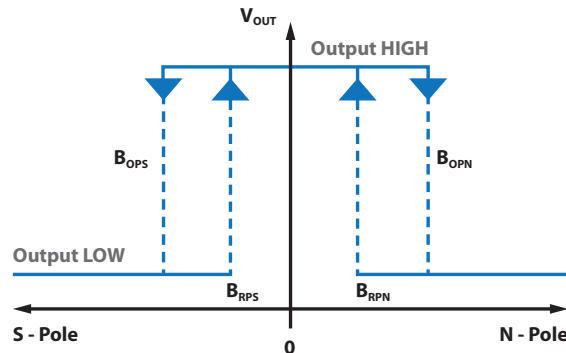 VOUT
Output HIGH
BOPS
BOPN
Output LOW
BRPS
BRPN
S - Pole
N - Pole
0